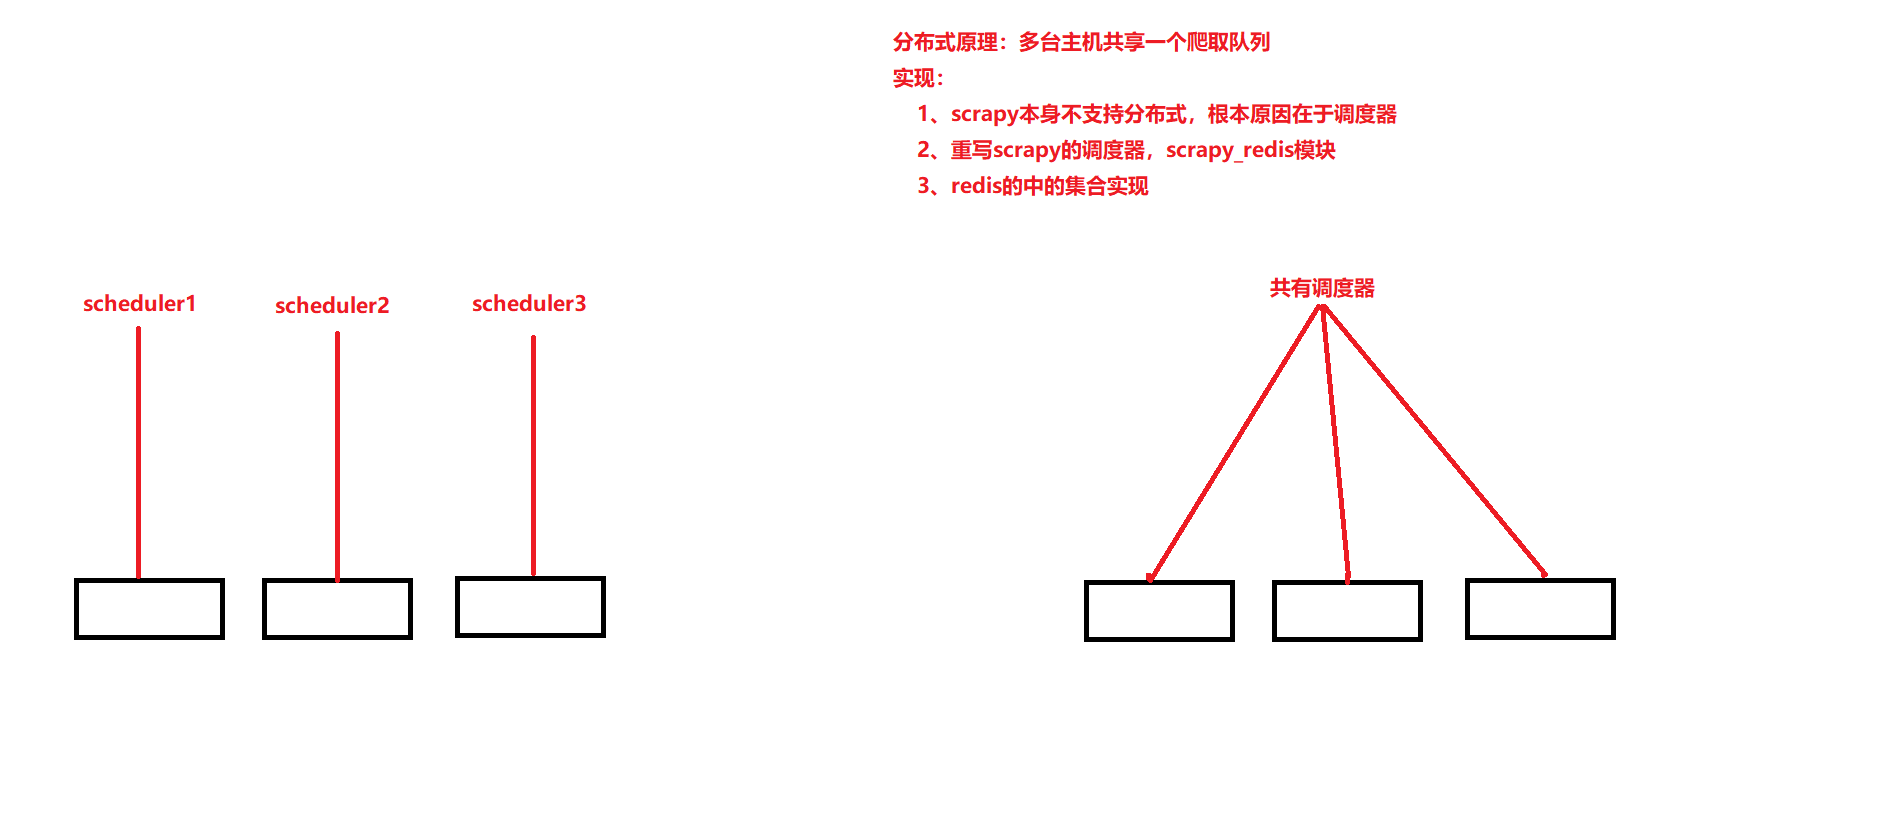 分布式原理：多台主机共享一个爬取队列
实现：
1、scrapy本身不支持分布式，根本原因在于调度器
2、重写scrapy的调度器，scrapy_redis模块
3、redis的中的集合实现
scheduler1
scheduler2
scheduler3
共有调度器